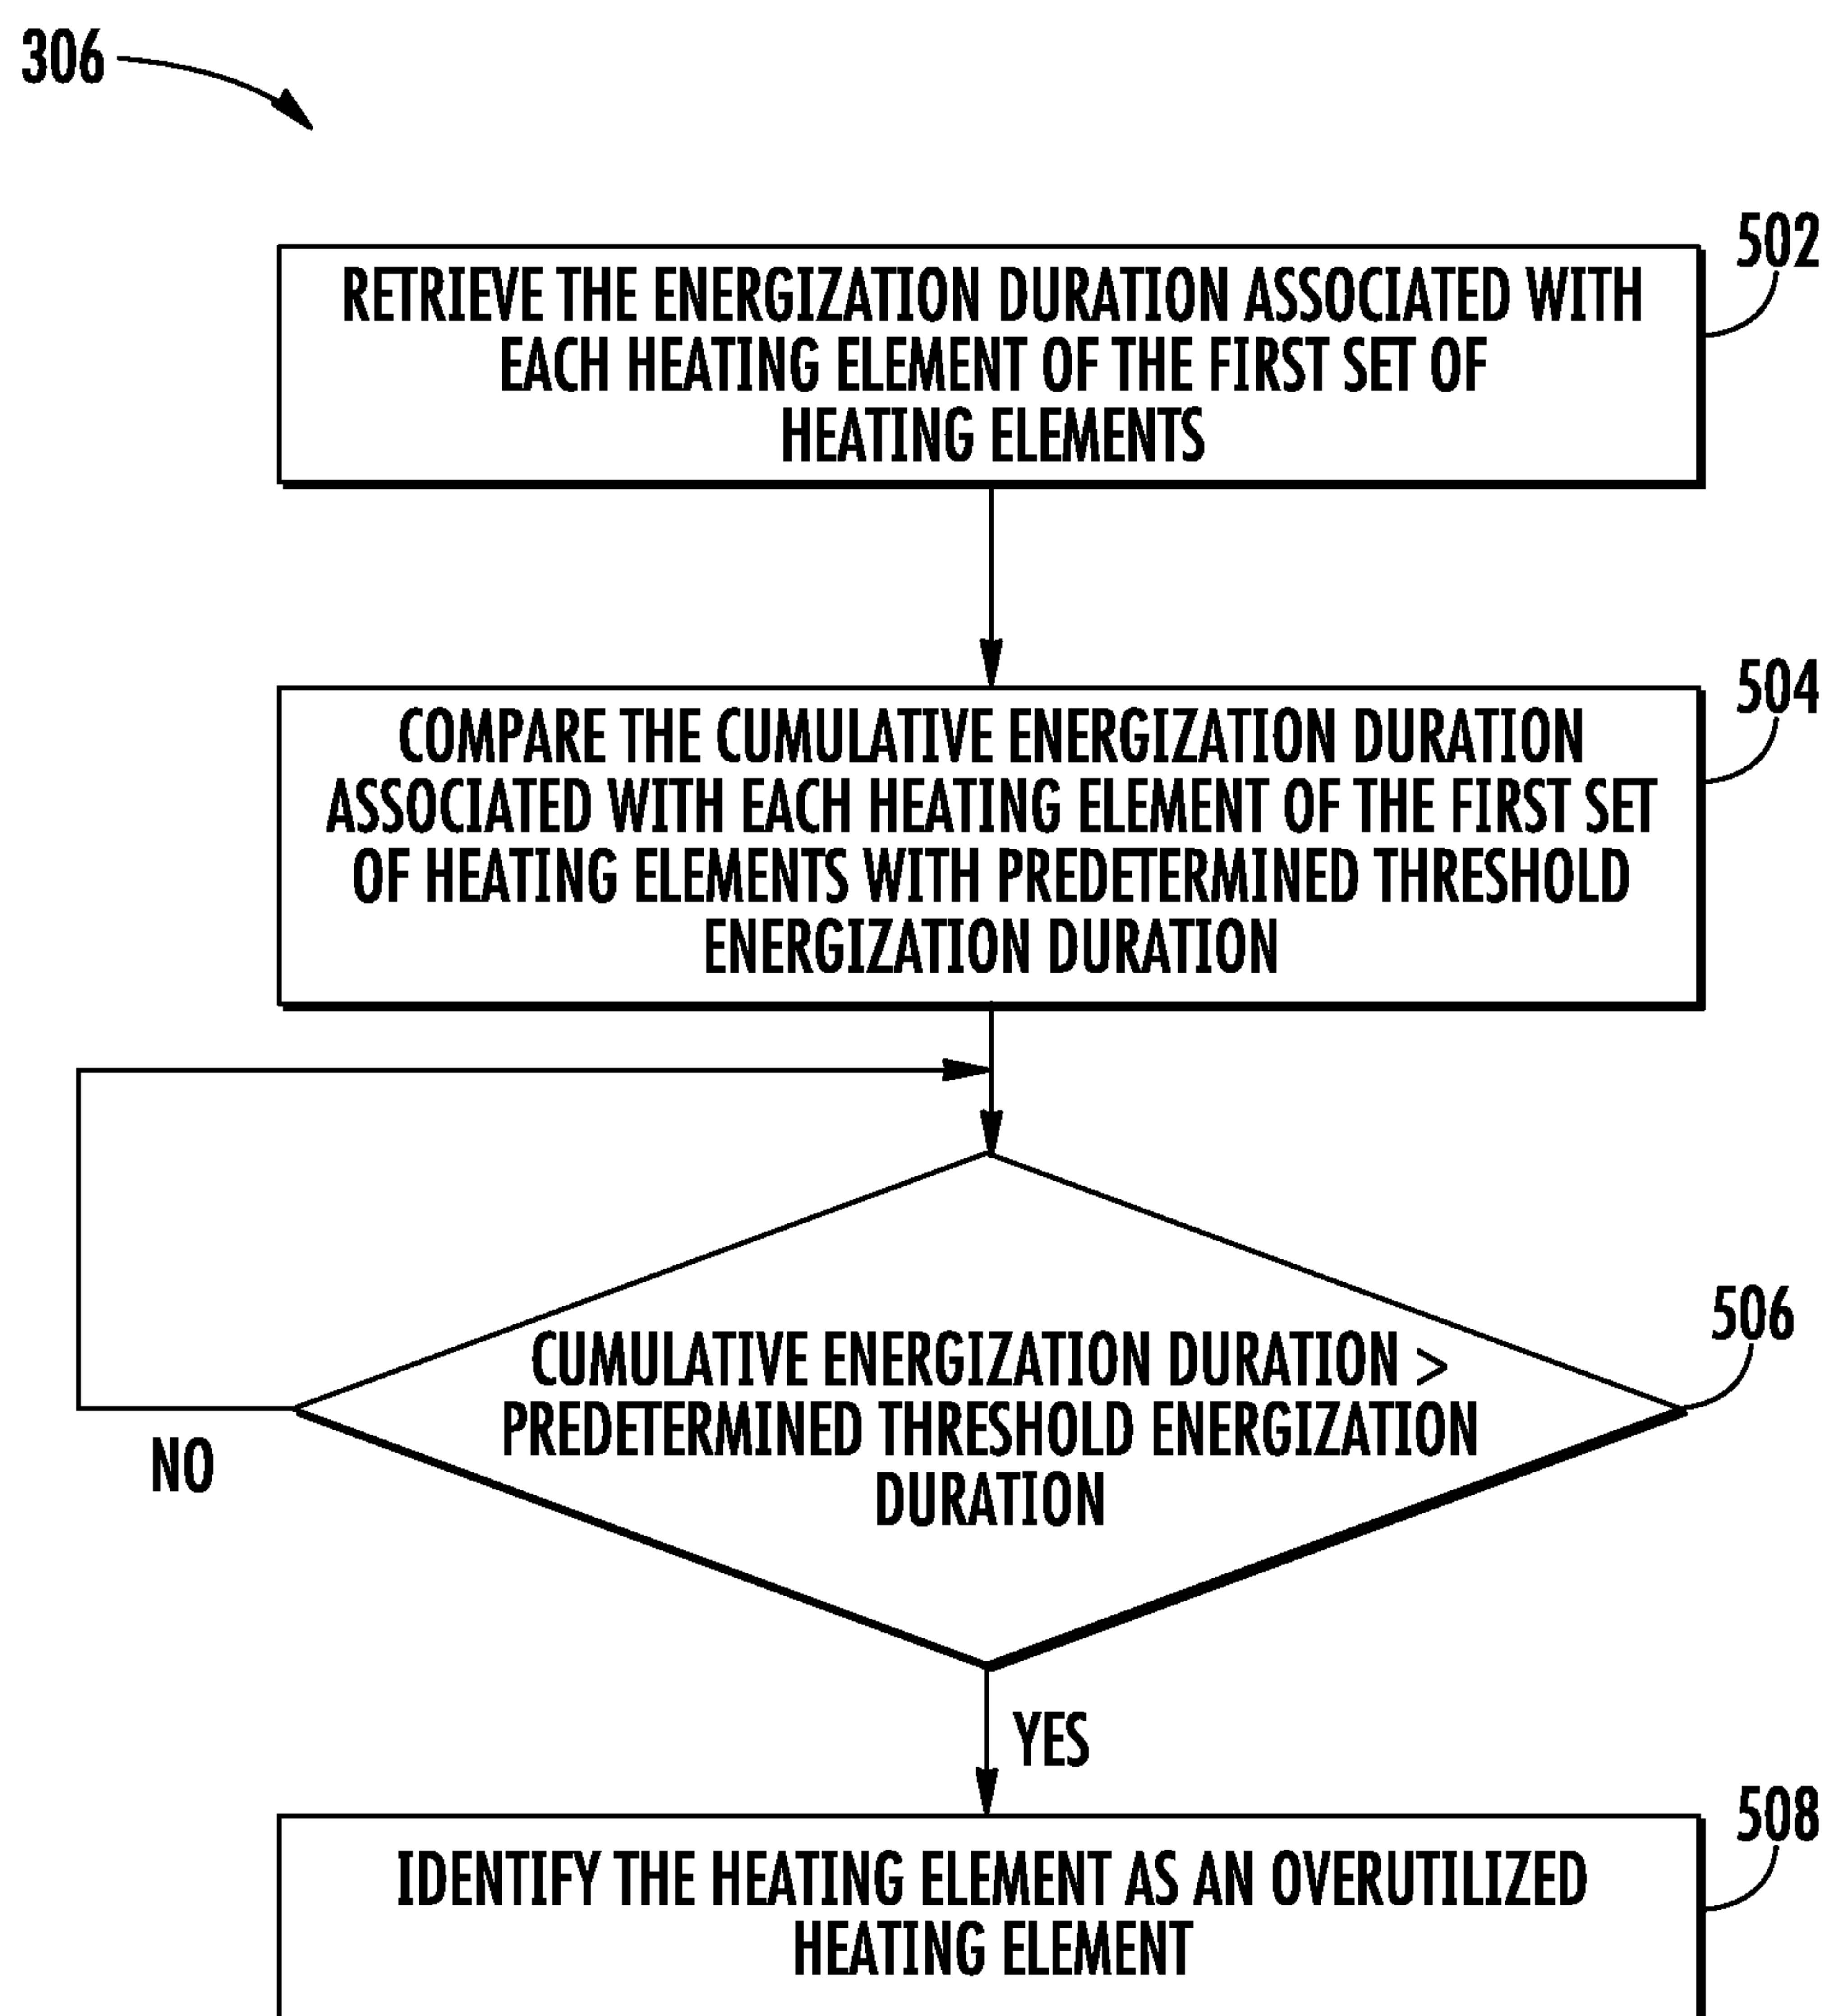 306
502
RETRIEVE THE ENERGIZATION DURATION ASSOCIATED WITH
EACH HEATING ELEMENT OF THE FIRST SET OF
HEATING ELEMENTS
504
COMPARE THE CUMULATIVE ENERGIZATION DURATION
ASSOCIATED WITH EACH HEATING ELEMENT OF THE FIRST SET
OF HEATING ELEMENTS WITH PREDETERMINED THRESHOLD
ENERGIZATION DURATION
506
CUMULATIVE ENERGIZATION DURATION >
PREDETERMINED THRESHOLD ENERGIZATION
DURATION
NO
YES
508
IDENTIFY THE HEATING ELEMENT AS AN OVERUTILIZED
HEATING ELEMENT